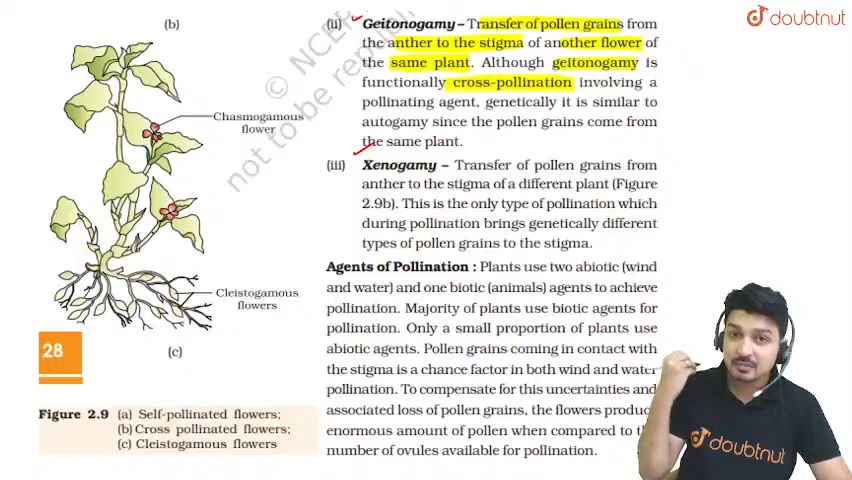 (b)
Chasmogamous
flower
Cleistogamous
flowers
(c)
28
Figure 2.9 (a) Self-pollinated flowers;
(b) Cross pollinated flowers;
(c) Cleistogamous flowers
© NCER
not to be repu
(ii) Geitonogamy – Transfer of pollen grains from
the anther to the stigma of another flower of
the same plant. Although geitonogamy is
functionally cross-pollination involving a
pollinating agent, genetically it is similar to
autogamy since the pollen grains come from
the same plant.
(iii) Xenogamy – Transfer of pollen grains from
anther to the stigma of a different plant (Figure
2.9b). This is the only type of pollination which
during pollination brings genetically different
types of pollen grains to the stigma.
Agents of Pollination : Plants use two abiotic (wind
and water) and one biotic (animals) agents to achieve
pollination. Majority of plants use biotic agents for
pollination. Only a small proportion of plants use
abiotic agents. Pollen grains coming in contact with
the stigma is a chance factor in both wind and water
pollination. To compensate for this uncertainties and
associated loss of pollen grains, the flowers produc
enormous amount of pollen when compared to th
number of ovules available for pollination.
doubtnut
doubtnut